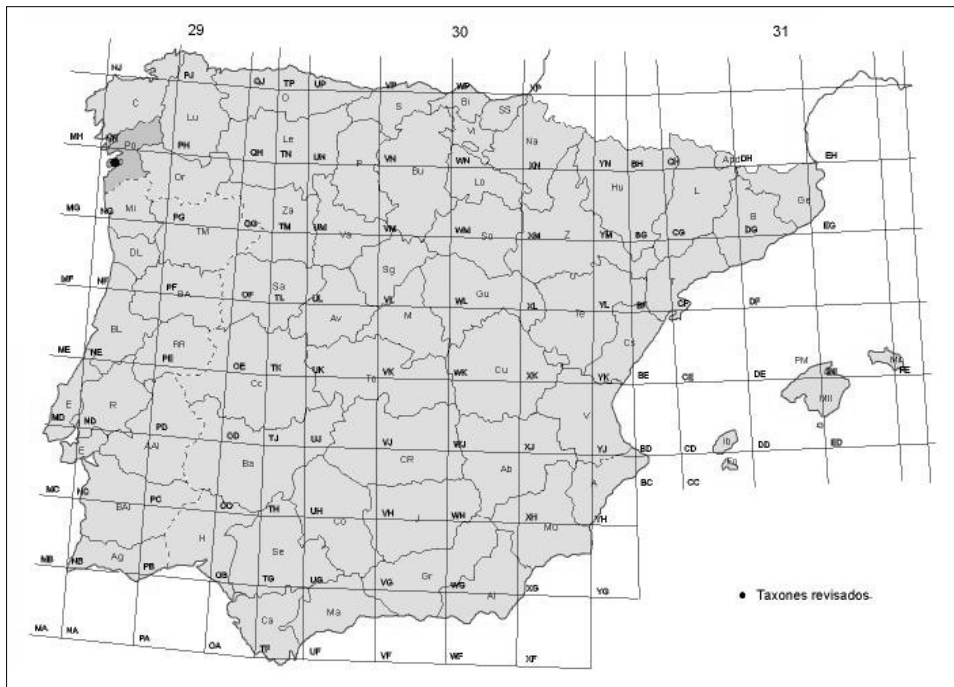 29 30 31
NJ PJ QJ TP UP VP WP XP
C Lu O S Bi SS
MH Po PH Le QH TN UN P VN Bu Vi WN Na XN YN BH CH And DH EH
Or Lo Hu L Ge
MG NG Mi PG TM QG Za TM UM Va VM WM So XM Z YM BG CG B DG EG
DL Sg
MF NF PF BA QF Sa TL UL Av VL M WL Gu XL Te YL BF T CF DF
BL Cs
ME NE BB PE QE Cc TK UK To VK WK Cu XK YK BE CE DE PM Mll Mn FE
E R V
MD ND PD AAl QD Ba TJ UJ VJ CR WJ Ab XJ YJ BD CD Ib DD ED
E Fo
MC NC PC QC TH UH Co VH J WH XH A YH BC CC
BAl Mu
MB NB Ag PB H QB Se TG UG VG Gr WG Al XG YG
• Taxones revisados
Ca Ma
MA NA PA QA TF UF VF WF XF